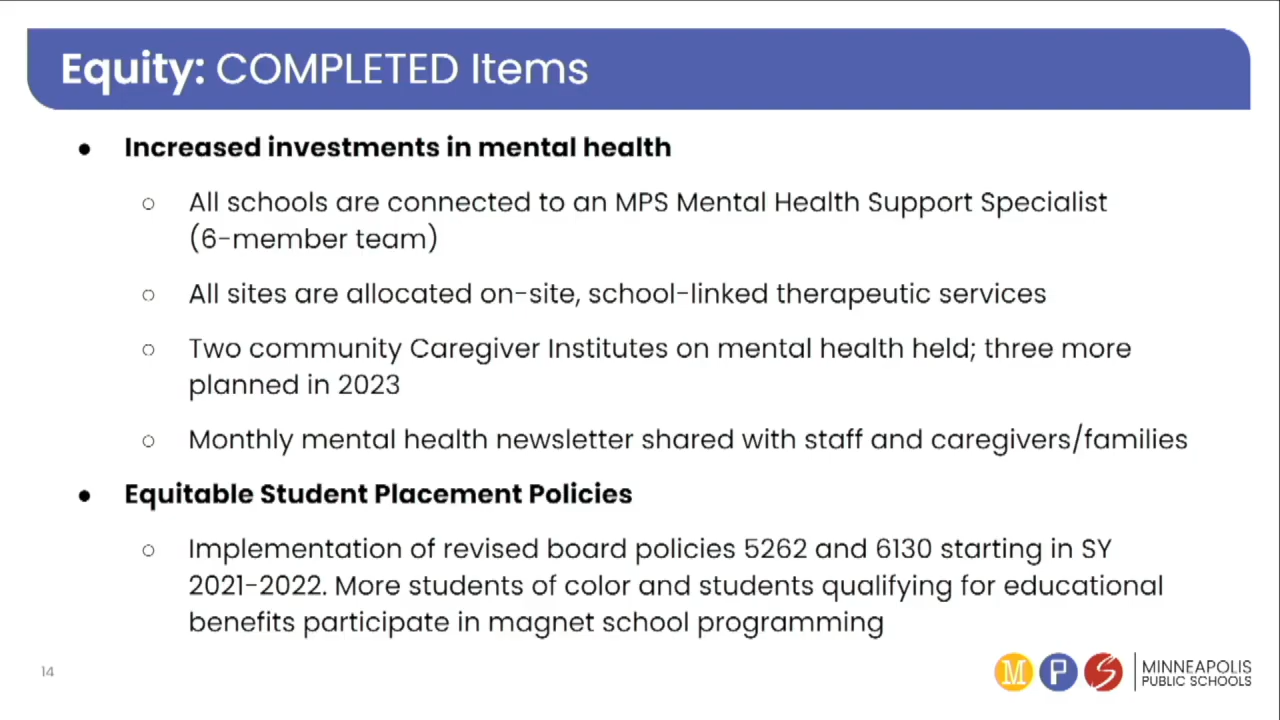 Equity: COMPLETED Items
● Increased investments in mental health
○ All schools are connected to an MPS Mental Health Support Specialist
(6-member team)
○ All sites are allocated on-site, school-linked therapeutic services
○ Two community Caregiver Institutes on mental health held; three more
planned in 2023
○ Monthly mental health newsletter shared with staff and caregivers/families
● Equitable Student Placement Policies
○ Implementation of revised board policies 5262 and 6130 starting in SY
2021-2022. More students of color and students qualifying for educational
benefits participate in magnet school programming
14
M P S
MINNEAPOLIS
PUBLIC SCHOOLS